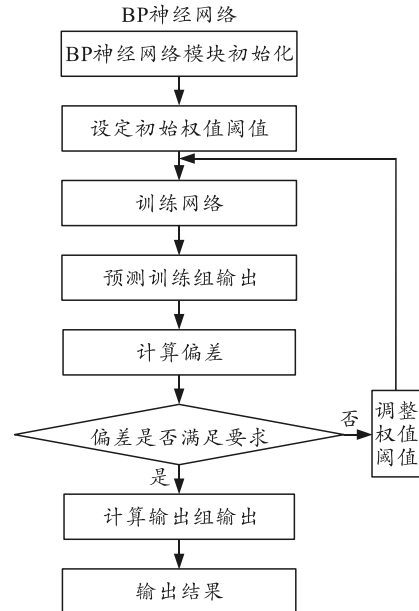 BP神经网络
BP神经网络模块初始化
设定初始权值阈值
训练网络
预测训练组输出
计算偏差
偏差是否满足要求
否
调整
权值
阈值
是
计算输出组输出
输出结果